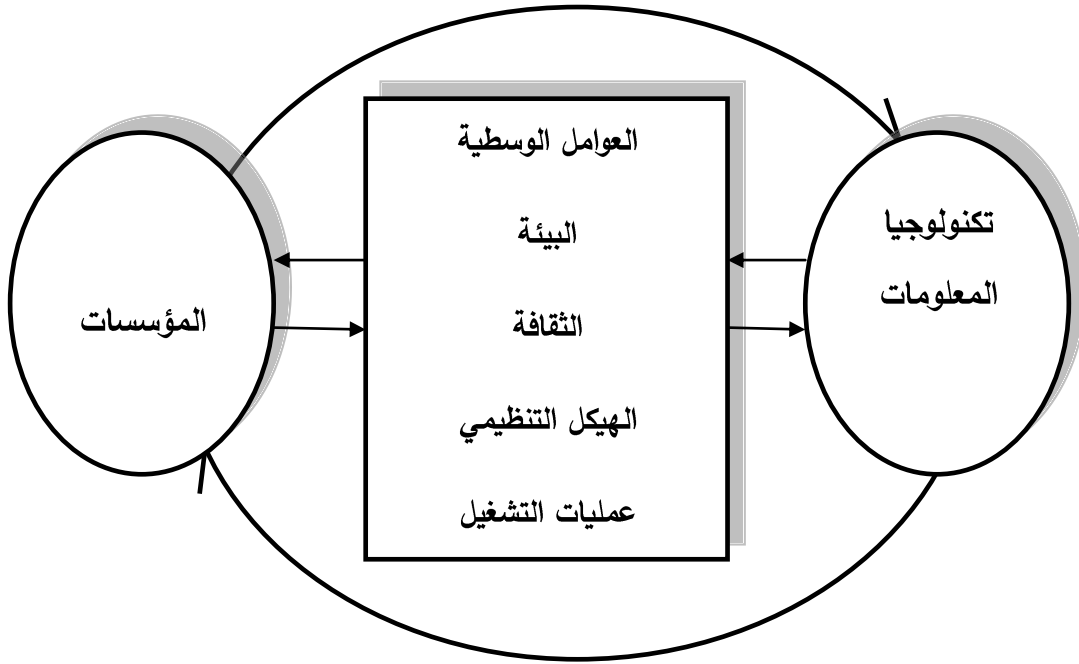 العوامل الوسطية
البيئة
الثقافة
الهيكل التنظيمي
عمليات التشغيل
تكنولوجيا
المعلومات
المؤسسات